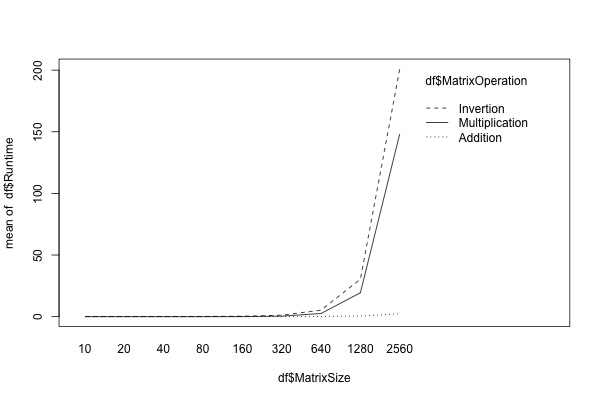 df$MatrixOperation
Invertion
Multiplication
Addition
mean of df$Runtime
200
150
100
50
0
10 20 40 80 160 320 640 1280 2560
df$MatrixSize